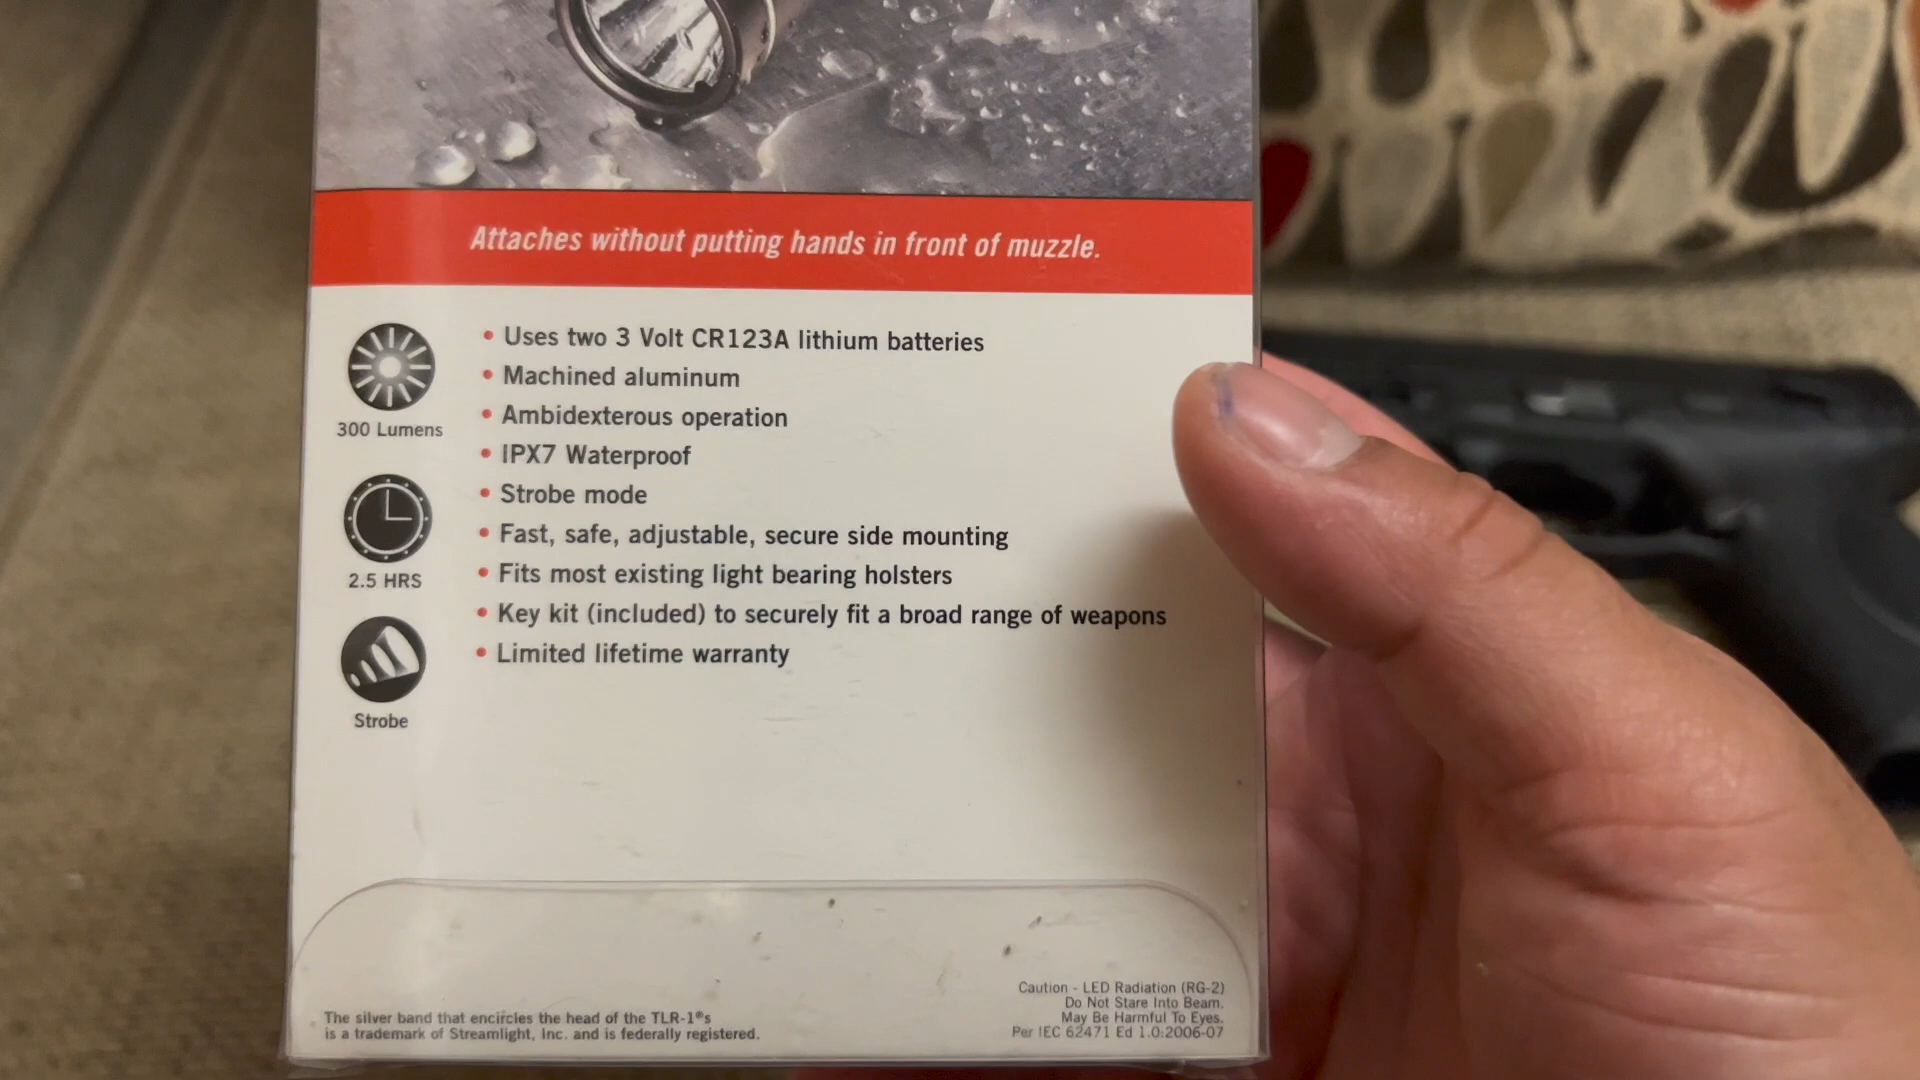 Attaches without putting hands in front of muzzle.
• Uses two 3 Volt CR123A lithium batteries
• Machined aluminum
• Ambidexterous operation
• IPX7 Waterproof
• Strobe mode
• Fast, safe, adjustable, secure side mounting
• Fits most existing light bearing holsters
• Key kit (included) to securely fit a broad range of weapons
• Limited lifetime warranty
300 Lumens
2.5 HRS
Strobe
The silver band that encircles the head of the TLR-1®s
is a trademark of Streamlight, Inc. and is federally registered.
Caution - LED Radiation (RG-2)
Do Not Stare Into Beam.
May Be Harmful To Eyes.
Per IEC 62471 Ed 1.0:2006-07